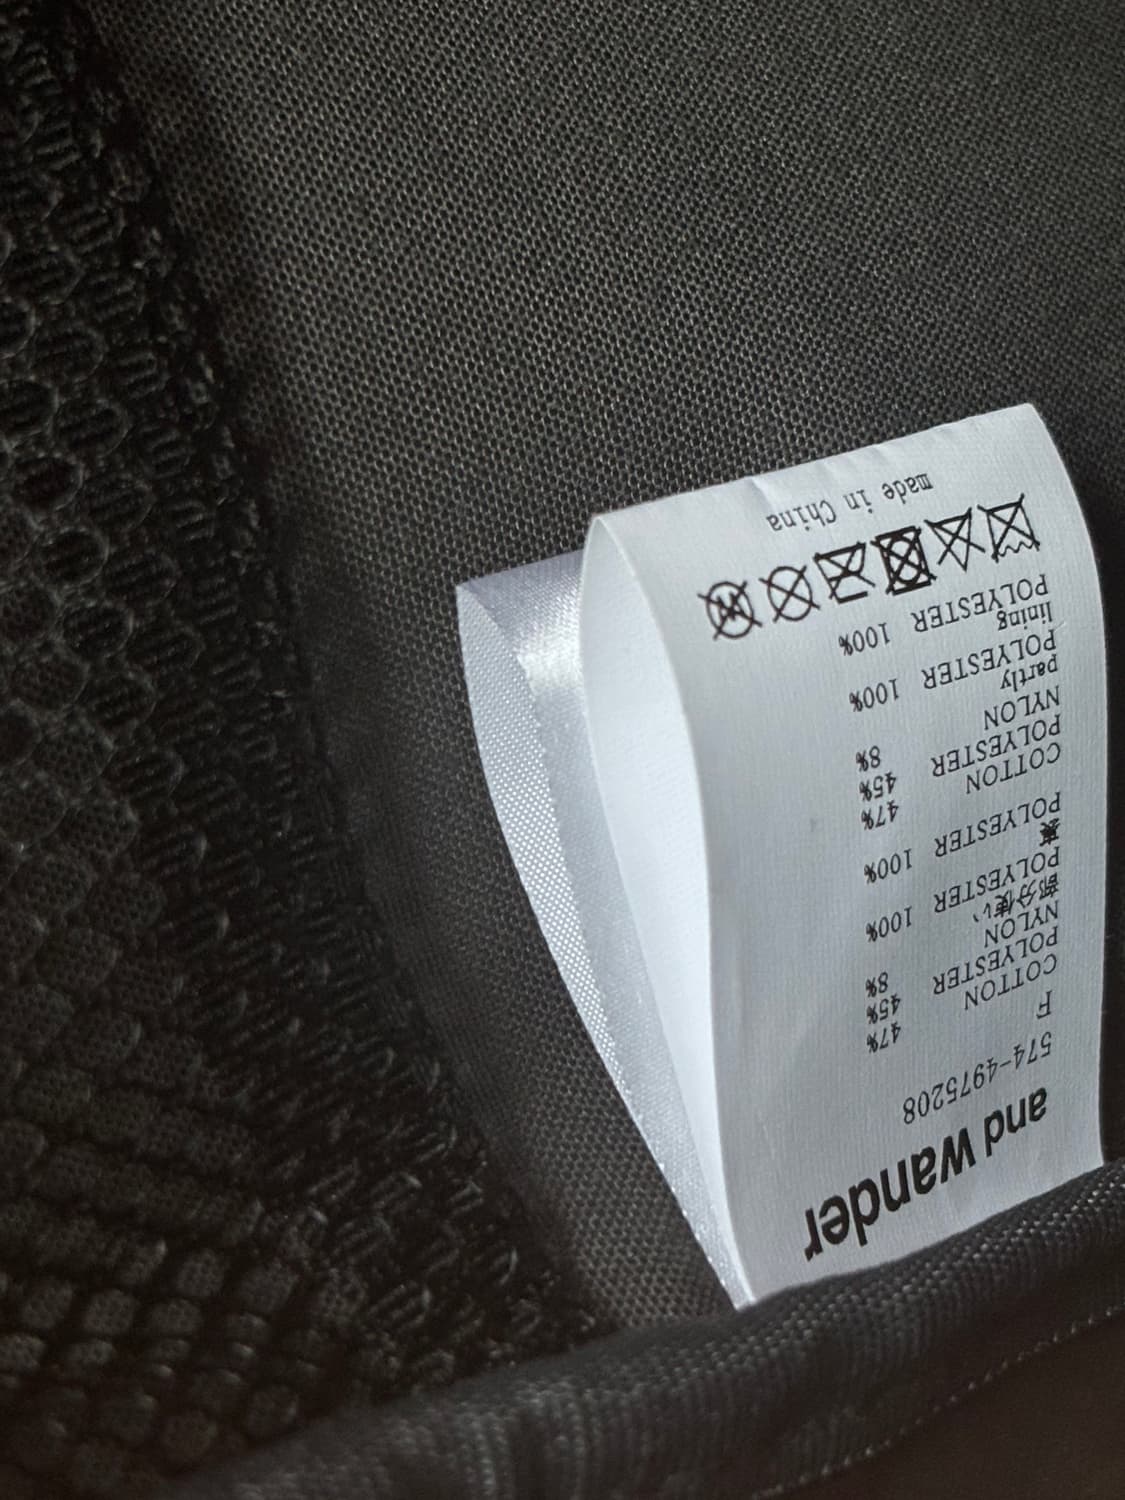 and wander
574-4975208
F
COTTON 47%
POLYESTER 45%
NYLON 8%
部分使い
POLYESTER 100%
裏
POLYESTER 100%
COTTON 47%
POLYESTER 45%
NYLON 8%
partly
POLYESTER 100%
lining
POLYESTER 100%
made in China